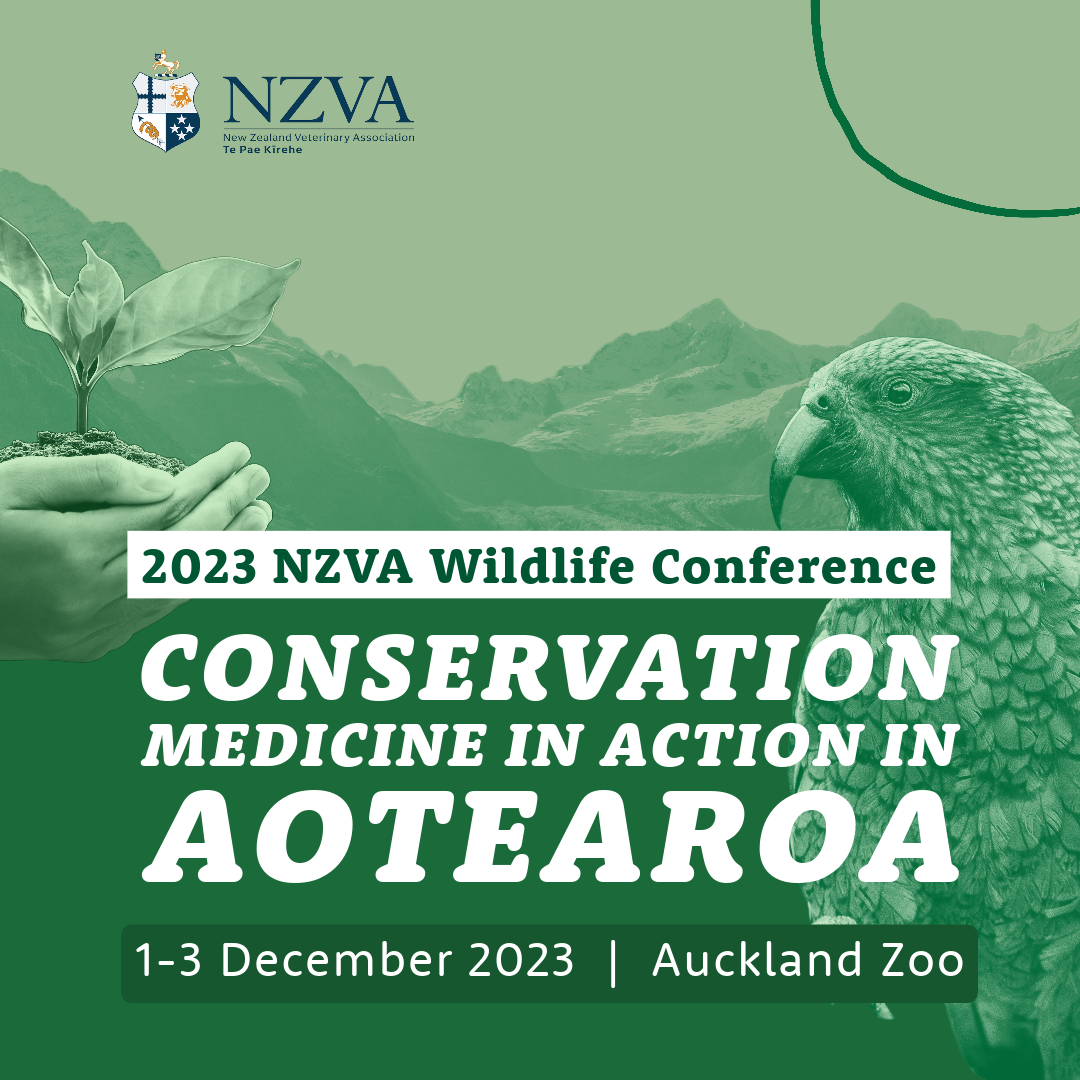 NZVA
New Zealand Veterinary Association
Te Pae Kīrehe
2023 NZVA Wildlife Conference
CONSERVATION
MEDICINE IN ACTION IN
AOTEAROA
1-3 December 2023 | Auckland Zoo